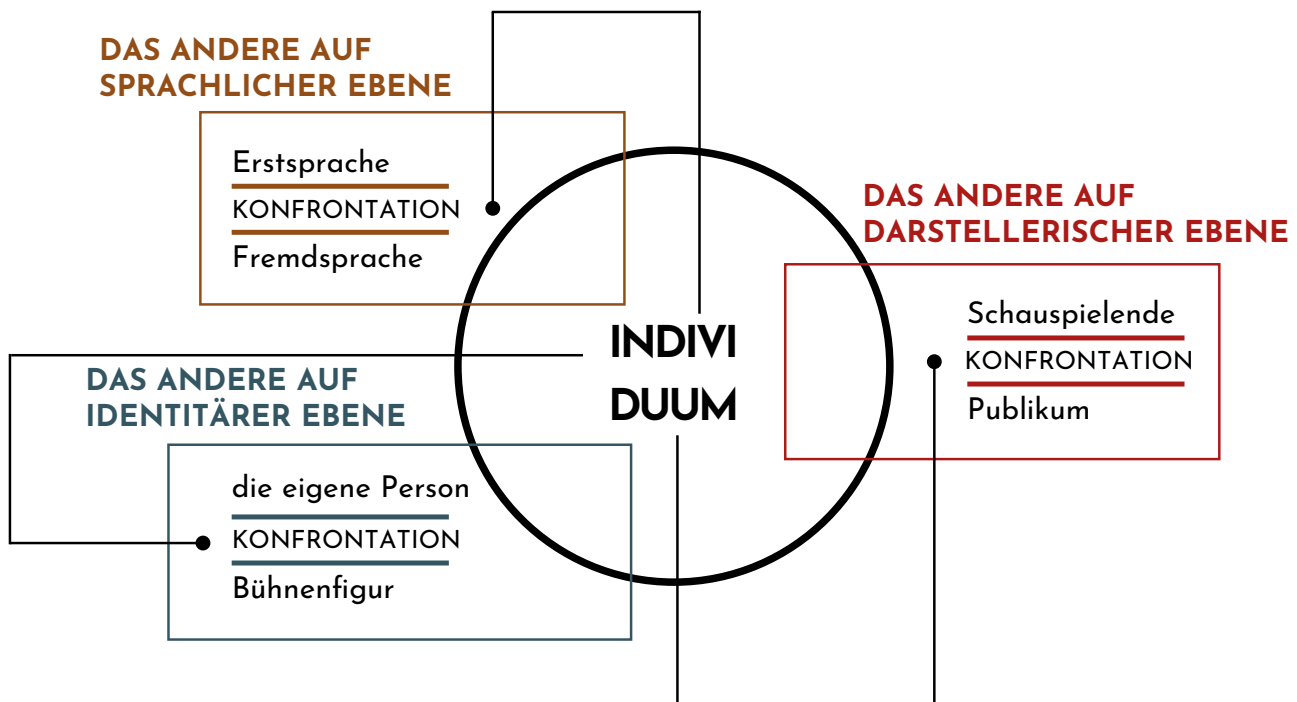 DAS ANDERE AUF
SPRACHLICHER EBENE
Erstsprache
KONFRONTATION
Fremdsprache
DAS ANDERE AUF
DARSTELLERISCHER EBENE
Schauspielende
KONFRONTATION
Publikum
INDIVI
DUUM
DAS ANDERE AUF
IDENTITÄRER EBENE
die eigene Person
KONFRONTATION
Bühnenfigur